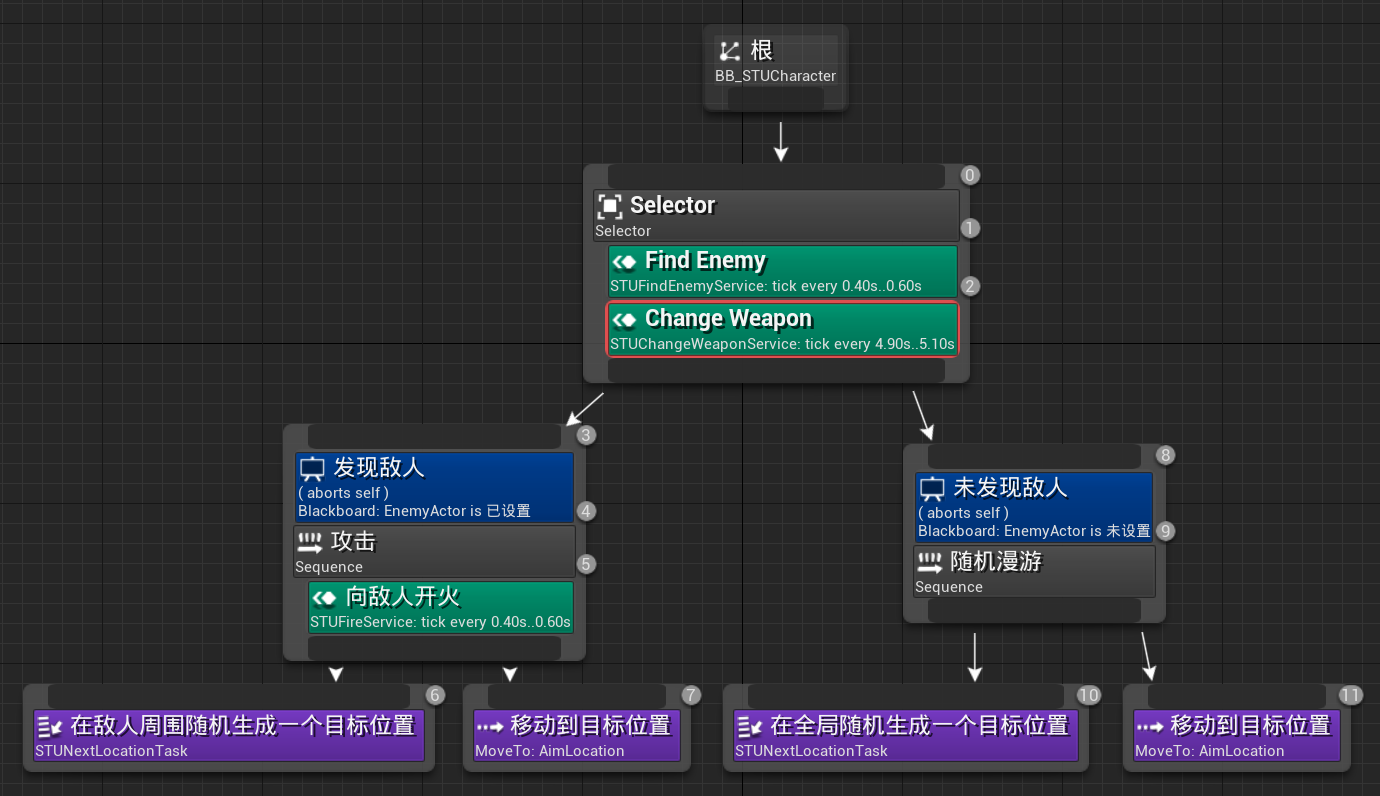 根
BB_STUCharacter
0
Selector
Selector
1
Find Enemy
STUFindEnemyService: tick every 0.40s..0.60s
2
Change Weapon
STUChangeWeaponService: tick every 4.90s..5.10s
3
发现敌人
( aborts self )
Blackboard: EnemyActor is 已设置
4
攻击
Sequence
5
向敌人开火
STUFireService: tick every 0.40s..0.60s
8
未发现敌人
( aborts self )
Blackboard: EnemyActor is 未设置
9
随机漫游
Sequence
6
在敌人周围随机生成一个目标位置
STUNextLocationTask
7
移动到目标位置
MoveTo: AimLocation
10
在全局随机生成一个目标位置
STUNextLocationTask
11
移动到目标位置
MoveTo: AimLocation